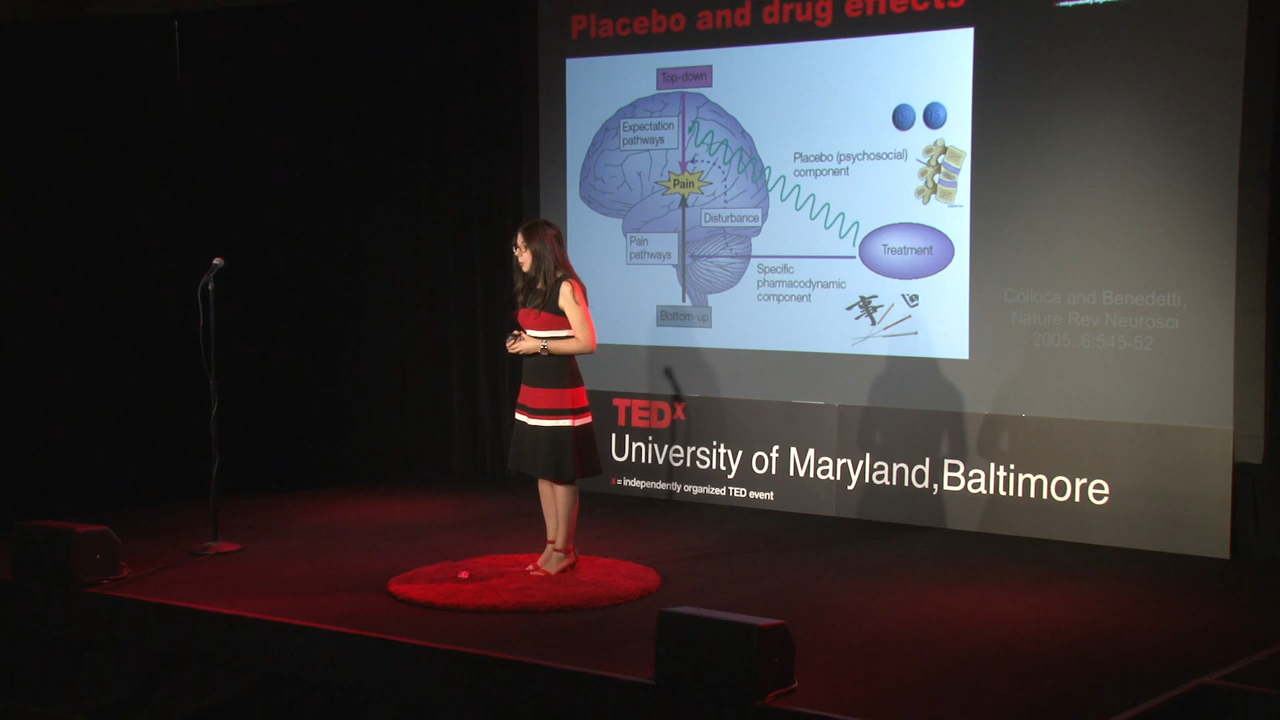 Placebo and drug effects
Top-down
Expectation
pathways
Pain
Disturbance
Pain
pathways
Bottom-up
Placebo (psychosocial)
component
Treatment
Specific
pharmacodynamic
component
Colloca and Benedetti,
Nature Rev Neurosci
2005, 6:545-52
TEDx
University of Maryland,Baltimore
x = independently organized TED event